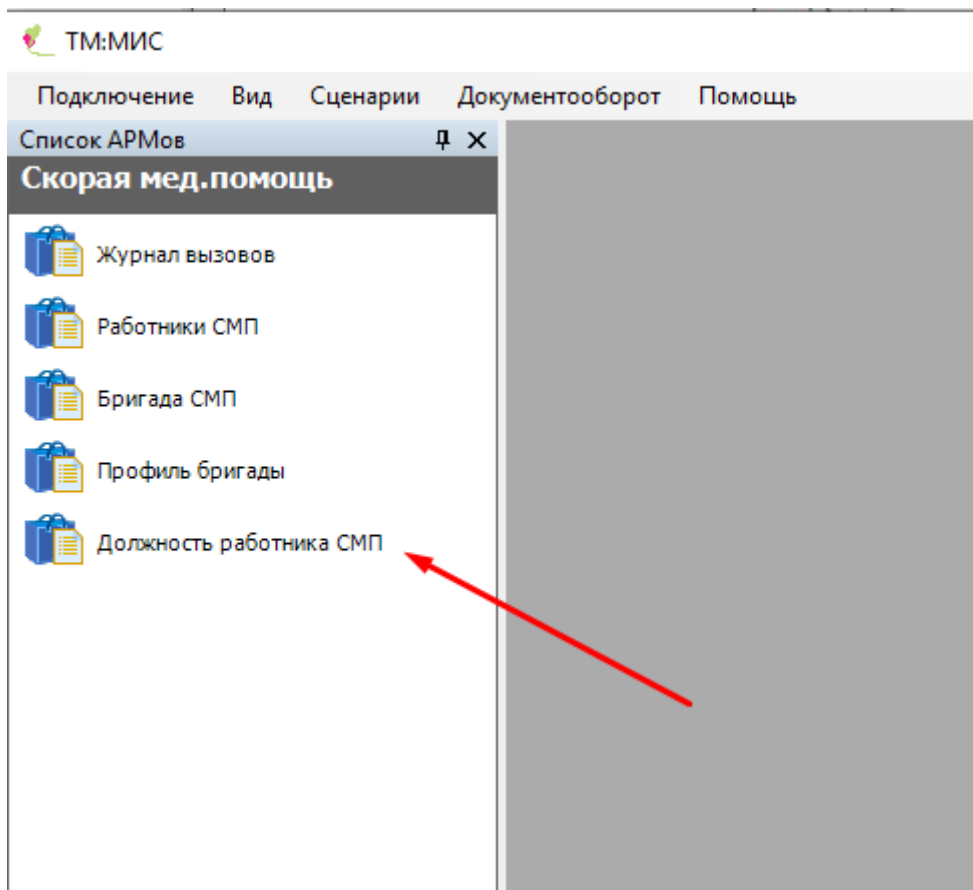 ТМ:МИС
Подключение Вид Сценарии Документооборот Помощь
Список АРМов
Скорая мед.помощь
Журнал вызовов
Работники СМП
Бригада СМП
Профиль бригады
Должность работника СМП